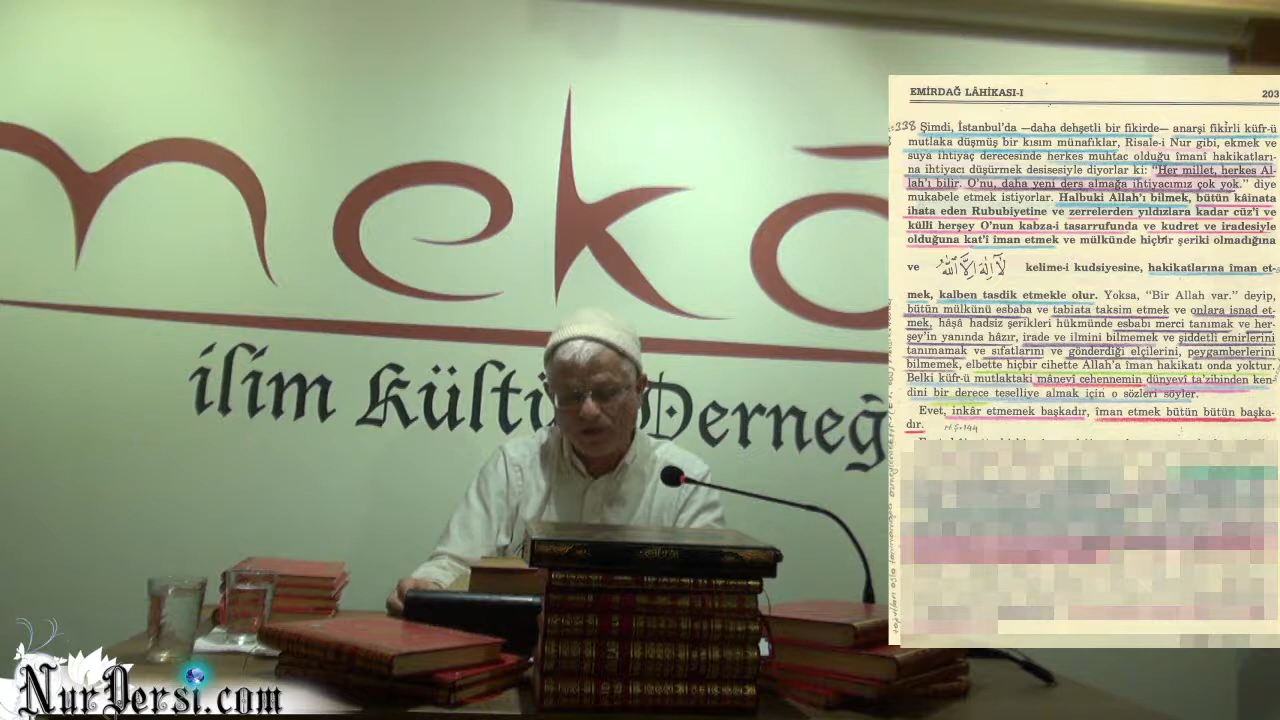 mekâ
ilim Kültü Derneğ
NurDersi.com
EMİRDAĞ LÂHİKASI-I 203
338 Şimdi, İstanbul'da —daha dehşetli bir fikirde— anarşi fikirli küfr-ü
mutlaka düşmüş bir kısım münafıklar, Risale-i Nur gibi, ekmek ve
suya ihtiyaç derecesinde herkes muhtac olduğu imanî hakikatları-
na ihtiyacı düşürmek desisesiyle diyorlar ki: "Her millet, herkes Al-
lah'ı bilir. O'nu, daha yeni ders almağa ihtiyacımız çok yok." diye
mukabele etmek istiyorlar. Halbuki Allah'ı bilmek, bütün kâinata
ihata eden Rububiyetine ve zerrelerden yıldızlara kadar cüz'î ve
külli herşey O'nun kabza-i tasarrufunda ve kudret ve iradesiyle
olduğuna kat'î iman etmek ve mülkünde hiçbir şeriki olmadığına
ve لَا اِلٰهَ اِلَّا اللّٰهُ kelime-i kudsiyesine, hakikatlarına îman et-
mek, kalben tasdik etmekle olur. Yoksa, "Bir Allah var." deyip,
bütün mülkünü esbaba ve tabiata taksim etmek ve onlara isnad et-
mek, hâşâ hadsiz şerikleri hükmünde esbabı merci tanımak ve her-
şey'in yanında hâzır, irade ve ilmini bilmemek ve şiddetli emirlerini
tanımamak ve sıfatlarını ve gönderdiği elçilerini, peygamberlerini
bilmemek, elbette hiçbir cihette Allah'a îman hakikatı onda yoktur.
Belki küfr-ü mutlaktaki mânevî cehennemin dünyevî ta'zibinden ken-
dini bir derece teselliye almak için o sözleri söyler.
Evet, inkâr etmemek başkadır, îman etmek bütün bütün başka-
dır.